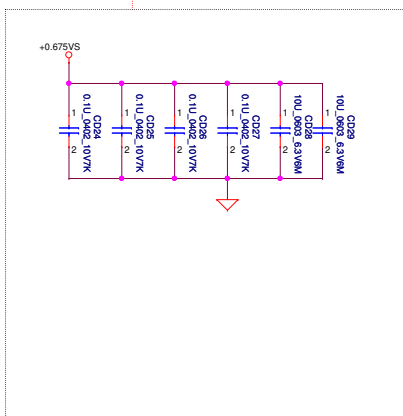 +0.675VS
1
2
CD24
0.1U_0402_10V7K
1
2
CD25
0.1U_0402_10V7K
1
2
CD26
0.1U_0402_10V7K
1
2
CD27
0.1U_0402_10V7K
1
2
CD28
10U_0603_6.3V6M
1
2
CD29
10U_0603_6.3V6M